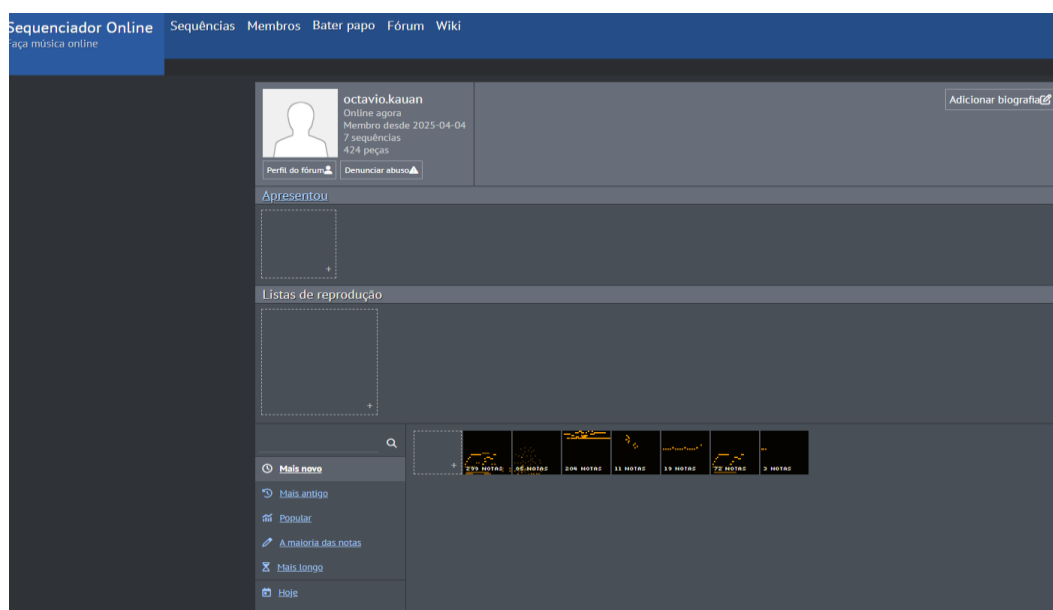 Sequenciador Online
Faça música online
Sequências Membros Bater papo Fórum Wiki
octavio.kauan
Online agora
Membro desde 2025-04-04
7 sequências
424 peças
Perfil do fórum
Denunciar abuso
Adicionar biografia
Apresentou
+
Listas de reprodução
+
Mais novo
Mais antigo
Popular
A maioria das notas
Mais longo
Hoje
+
299 NOTAS
NOTAS
204 NOTAS
11 NOTAS
19 NOTAS
72 NOTAS
3 NOTAS